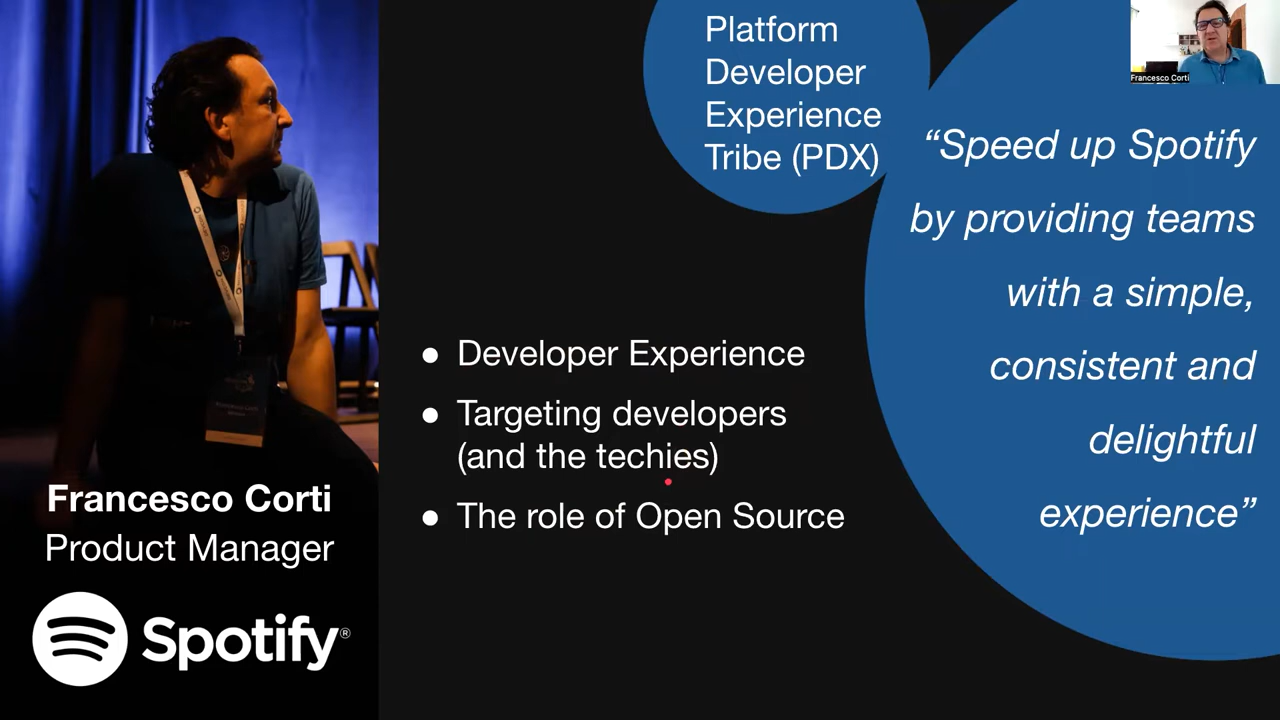 Francesco Corti
Product Manager
Spotify®
Platform
Developer
Experience
Tribe (PDX)
● Developer Experience
● Targeting developers
(and the techies)
● The role of Open Source
“Speed up Spotify
by providing teams
with a simple,
consistent and
delightful
experience”
Francesco Corti